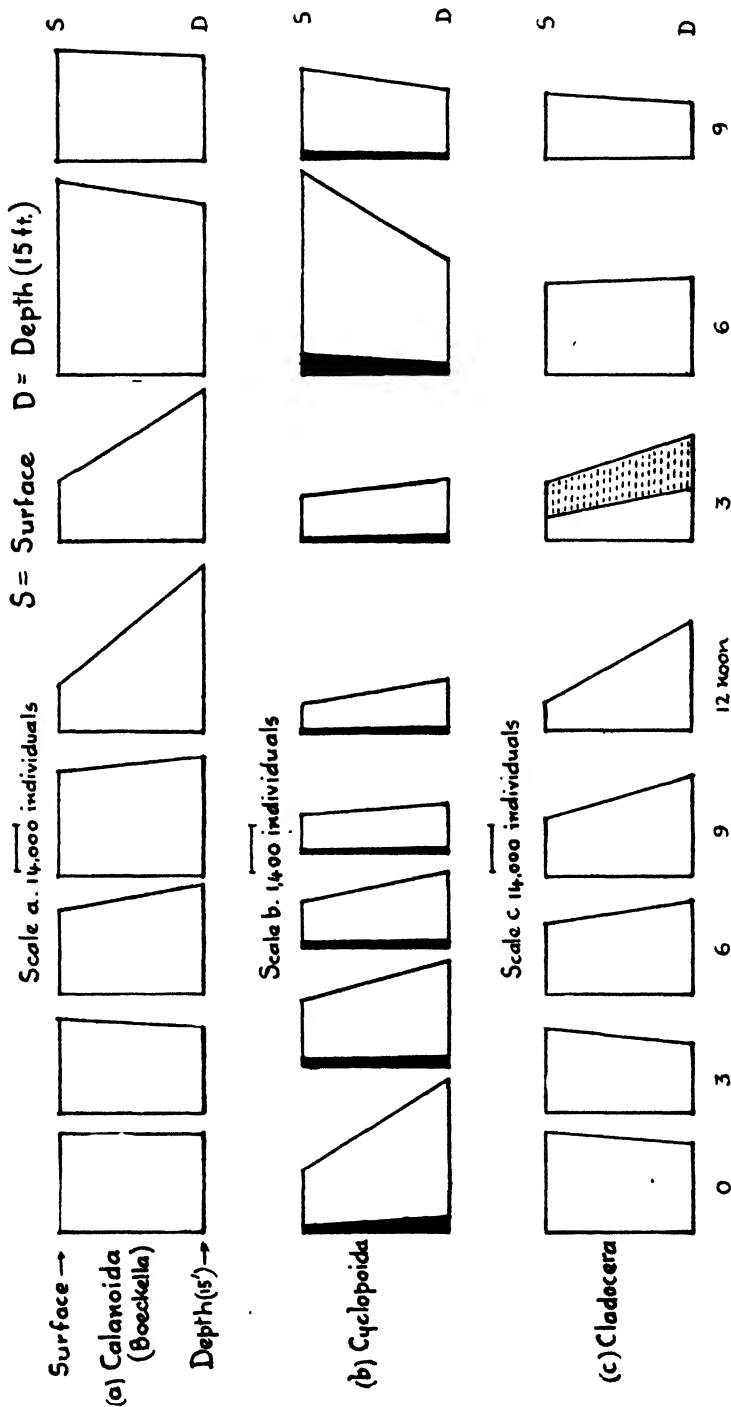 S = Surface D = Depth (15 ft.)
Scale a. 14,000 individuals
Surface →
(a) Calanoida
(Boeckella)
Depth (15') →
S
D
Scale b. 1,400 individuals
(b) Cyclopoida
S
D
Scale c 14,000 individuals
(c) Cladocera
S
D
0 3 6 9 12 noon 3 6 9